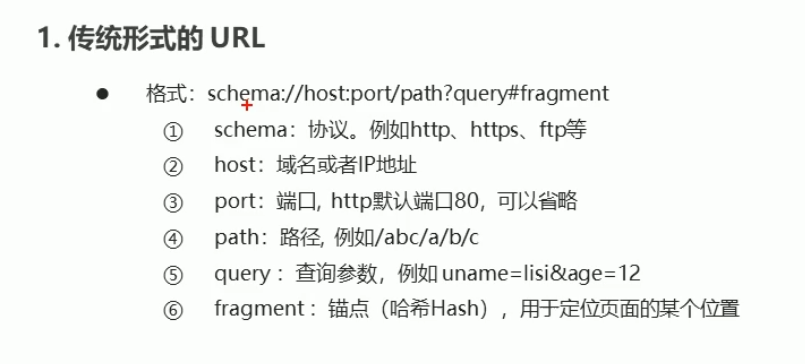 1. 传统形式的 URL
● 格式：schema://host:port/path?query#fragment
① schema：协议。例如http、https、ftp等
② host：域名或者IP地址
③ port：端口, http默认端口80，可以省略
④ path：路径, 例如/abc/a/b/c
⑤ query ：查询参数，例如 uname=lisi&age=12
⑥ fragment ：锚点（哈希Hash），用于定位页面的某个位置